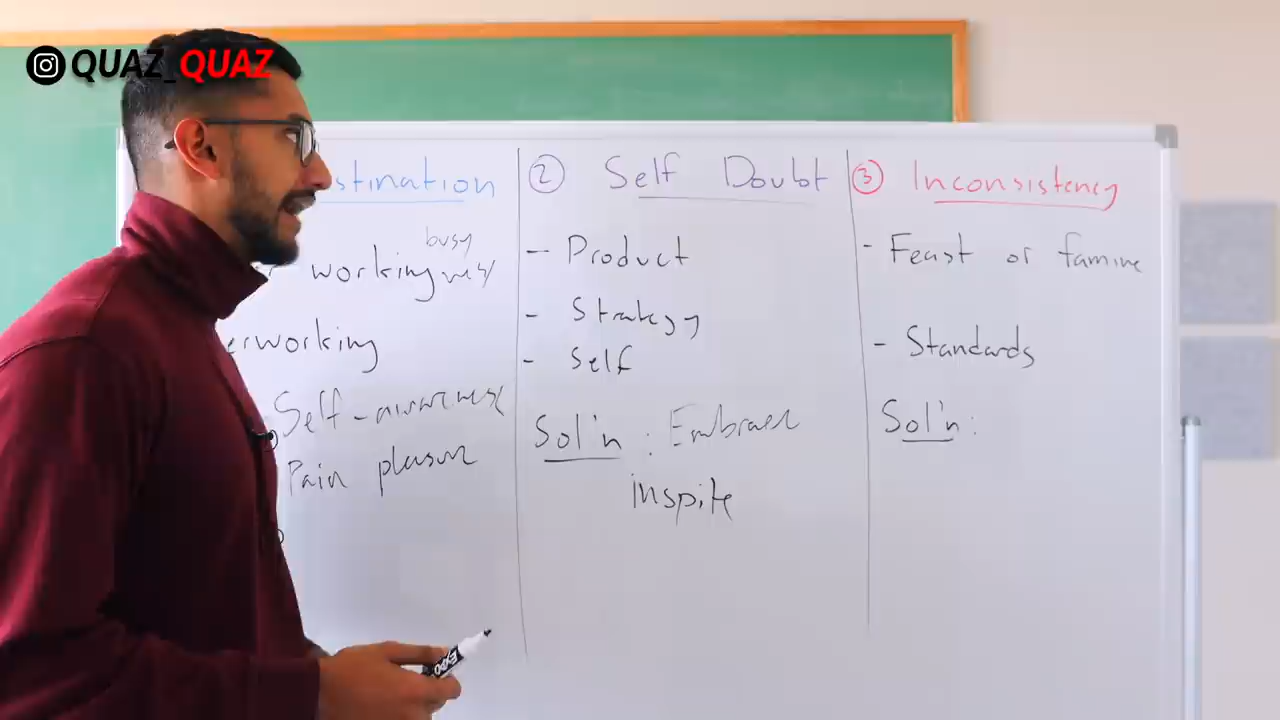 QUAZ_QUAZ
stination
busy
working
erworking
Self-awareness
Pain pleasure
② Self Doubt
- Product
- Strategy
- Self
Sol'n : Embrace
inspite
③ Inconsistency
- Feast or famine
- Standards
Sol'n :
EXPO